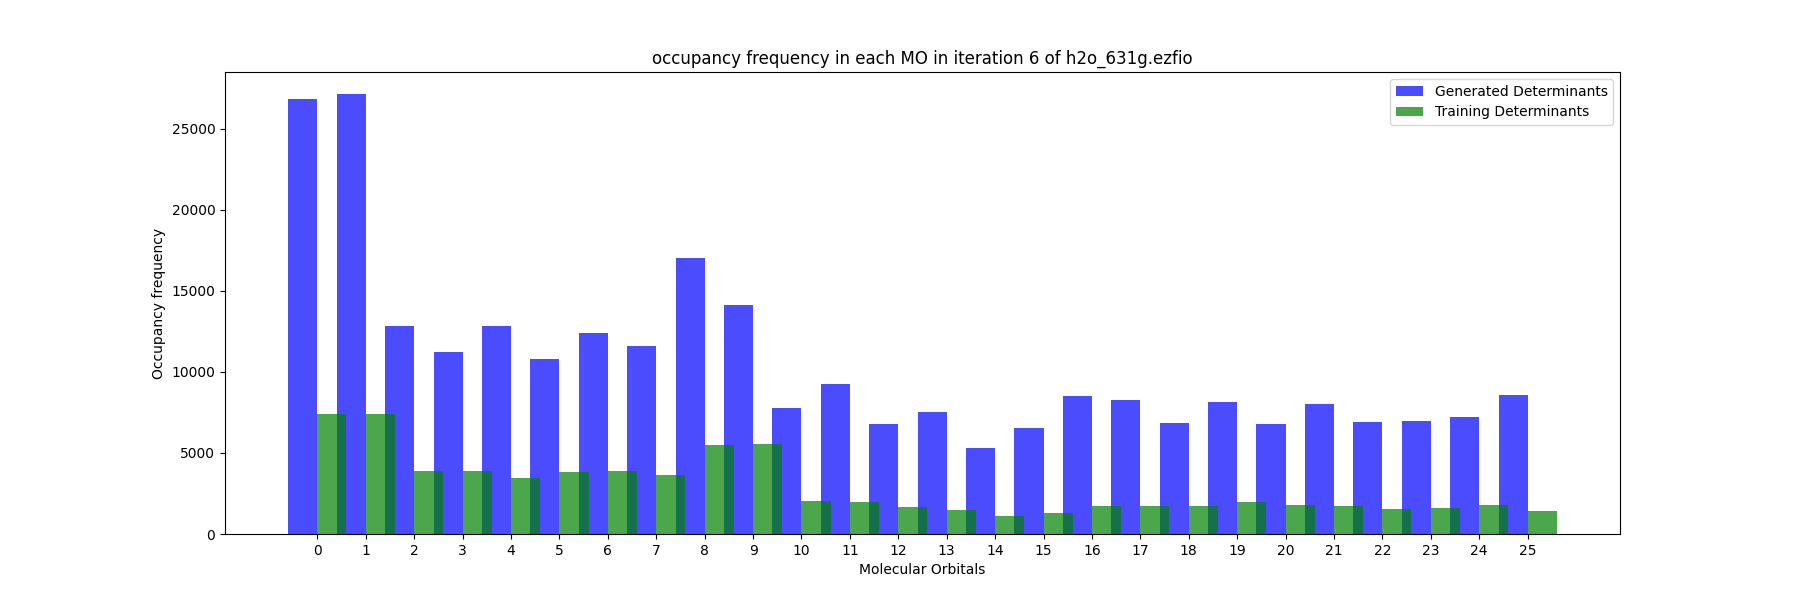 occupancy frequency in each MO in iteration 6 of h2o_631g.ezfio
Generated Determinants
Training Determinants
Occupancy frequency
25000
20000
15000
10000
5000
0
0 1 2 3 4 5 6 7 8 9 10 11 12 13 14 15 16 17 18 19 20 21 22 23 24 25
Molecular Orbitals